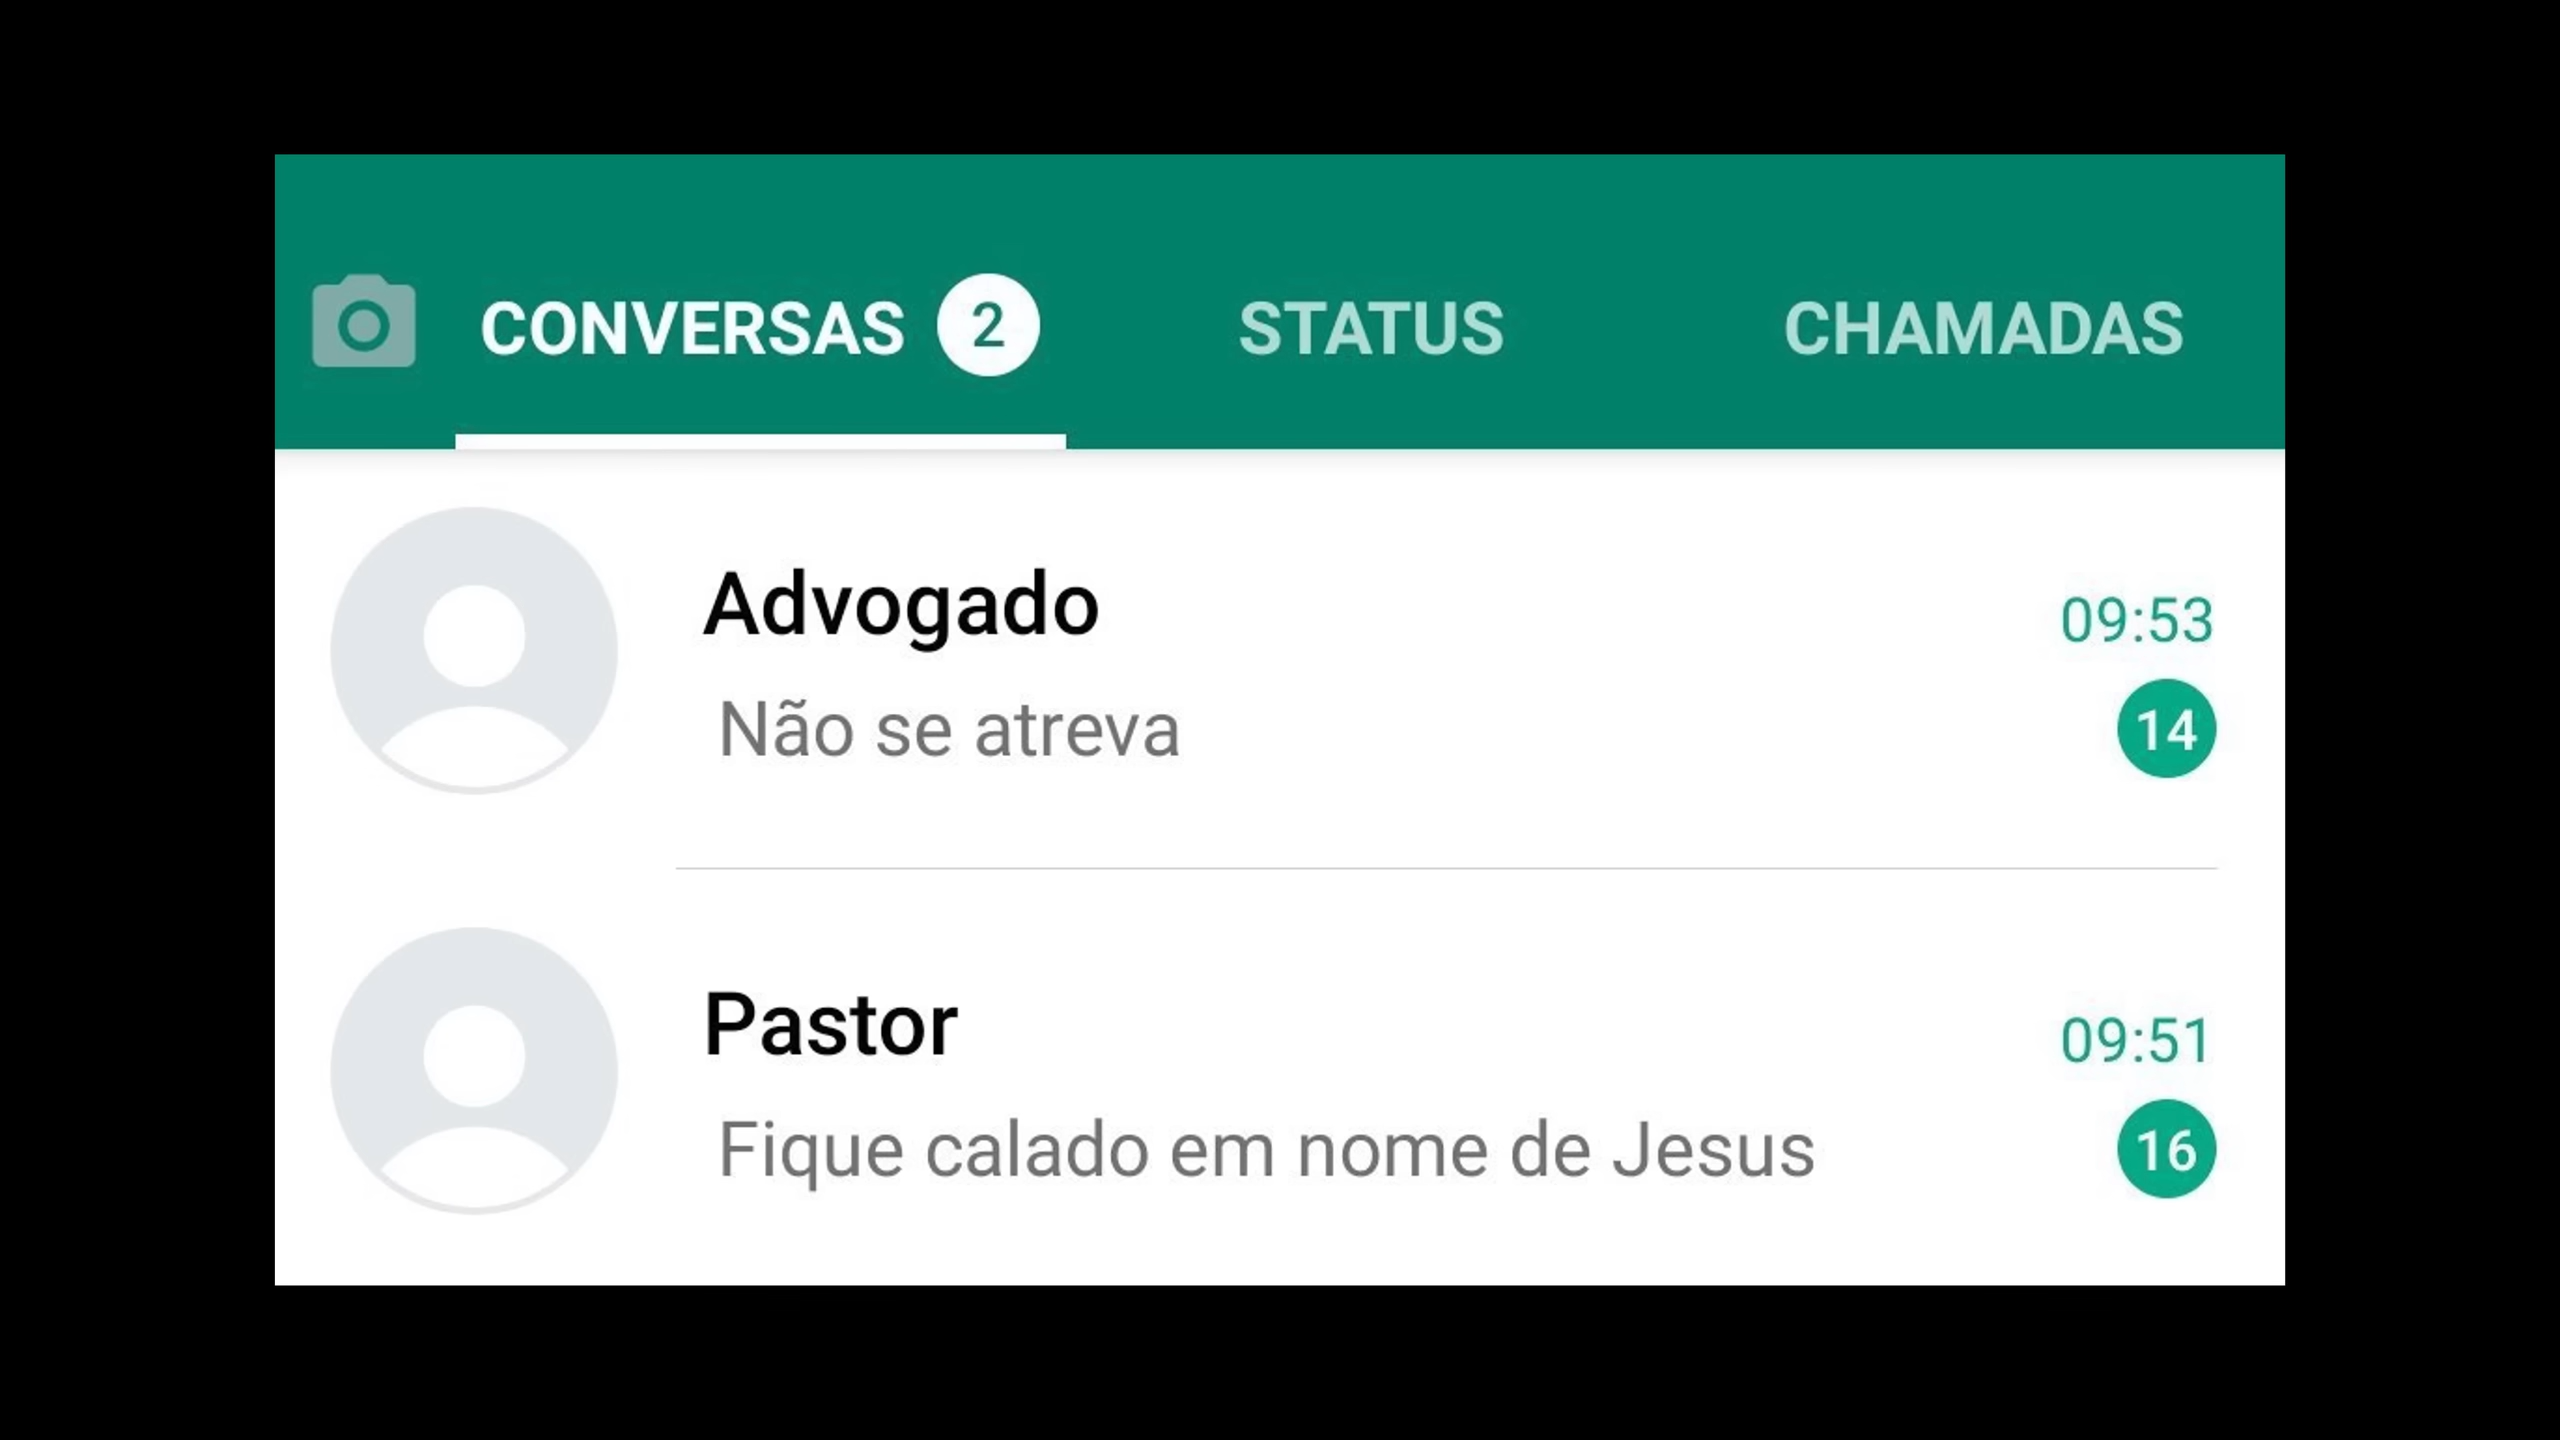 CONVERSAS 2 STATUS CHAMADAS
Advogado 09:53
Não se atreva 14
Pastor 09:51
Fique calado em nome de Jesus 16